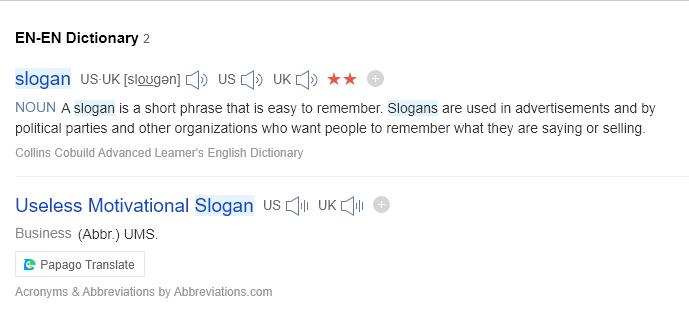 EN-EN Dictionary 2
slogan US·UK [sloʊgən] US UK ★★
NOUN A slogan is a short phrase that is easy to remember. Slogans are used in advertisements and by
political parties and other organizations who want people to remember what they are saying or selling.
Collins Cobuild Advanced Learner's English Dictionary
Useless Motivational Slogan US UK
Business (Abbr.) UMS.
Papago Translate
Acronyms & Abbreviations by Abbreviations.com